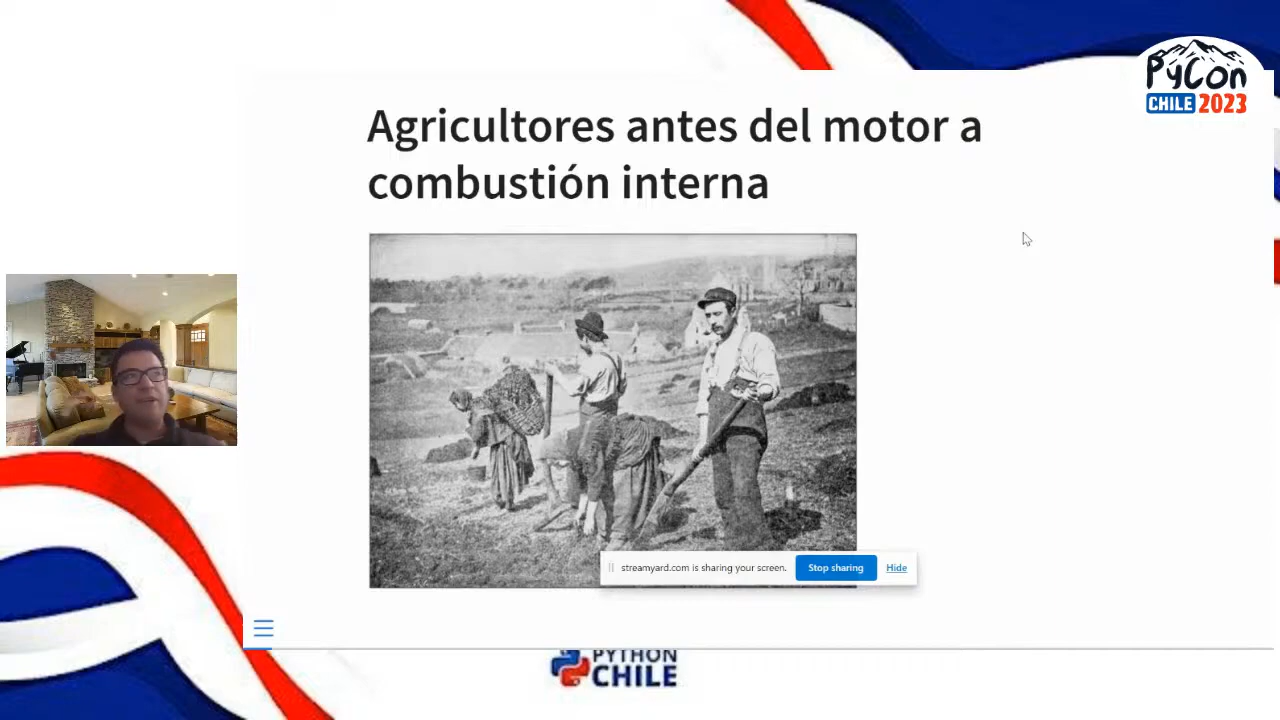 PyCon
CHILE 2023
Agricultores antes del motor a
combustión interna
streamyard.com is sharing your screen.
Stop sharing
Hide
PYTHON
CHILE